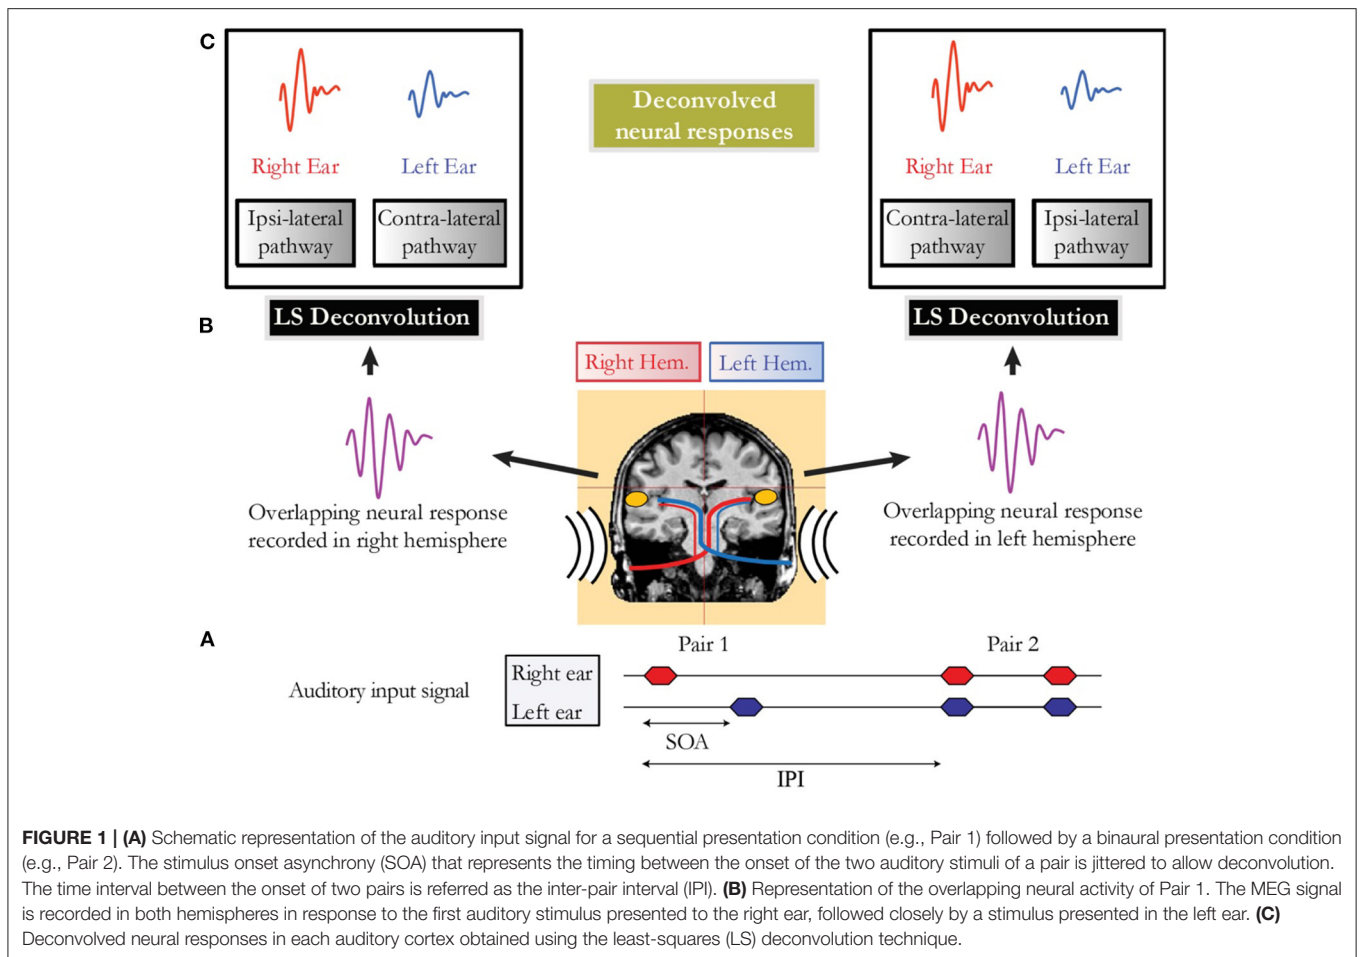 C
Right Ear
Left Ear
Ipsi-lateral
pathway
Contra-lateral
pathway
Deconvolved
neural responses
Right Ear
Left Ear
Contra-lateral
pathway
Ipsi-lateral
pathway
B
LS Deconvolution
LS Deconvolution
Right Hem.
Left Hem.
Overlapping neural response
recorded in right hemisphere
Overlapping neural response
recorded in left hemisphere
A
Pair 1
Pair 2
Auditory input signal
Right ear
Left ear
SOA
IPI
FIGURE 1 | (A) Schematic representation of the auditory input signal for a sequential presentation condition (e.g., Pair 1) followed by a binaural presentation condition
(e.g., Pair 2). The stimulus onset asynchrony (SOA) that represents the timing between the onset of the two auditory stimuli of a pair is jittered to allow deconvolution.
The time interval between the onset of two pairs is referred as the inter-pair interval (IPI). (B) Representation of the overlapping neural activity of Pair 1. The MEG signal
is recorded in both hemispheres in response to the first auditory stimulus presented to the right ear, followed closely by a stimulus presented in the left ear. (C)
Deconvolved neural responses in each auditory cortex obtained using the least-squares (LS) deconvolution technique.